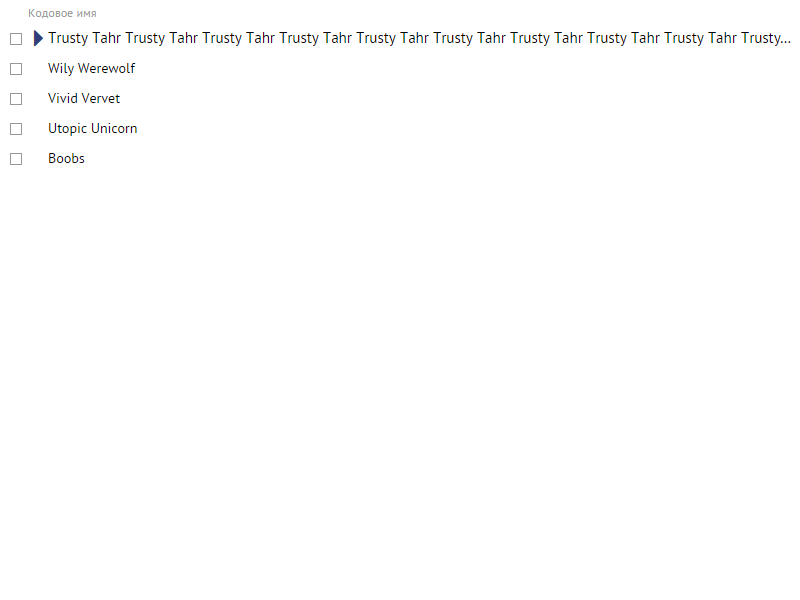 Кодовое имя
Trusty Tahr Trusty Tahr Trusty Tahr Trusty Tahr Trusty Tahr Trusty Tahr Trusty Tahr Trusty Tahr Trusty Tahr Trusty...
Wily Werewolf
Vivid Vervet
Utopic Unicorn
Boobs